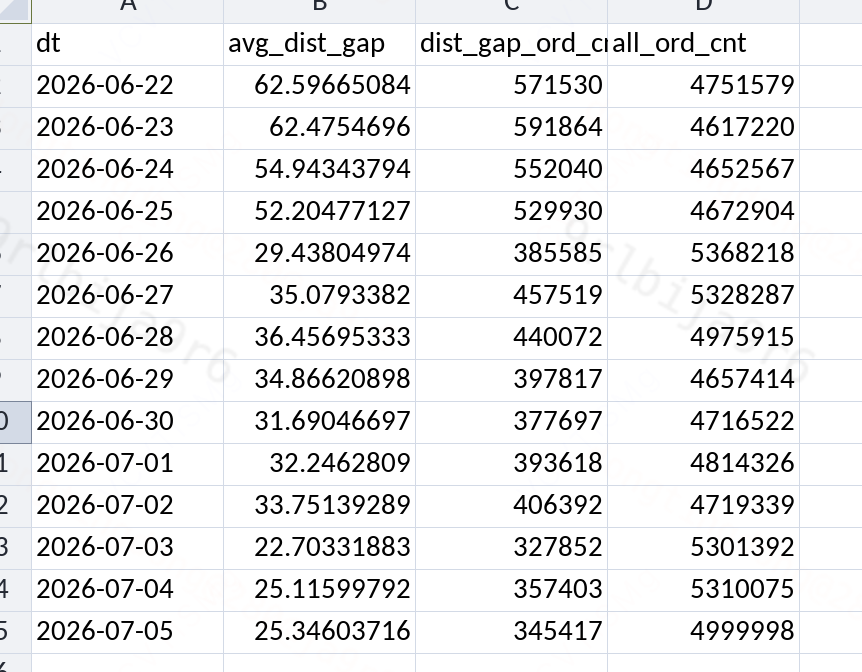 A B C D
dt avg_dist_gap dist_gap_ord_c all_ord_cnt
2026-06-22 62.59665084 571530 4751579
2026-06-23 62.4754696 591864 4617220
2026-06-24 54.94343794 552040 4652567
2026-06-25 52.20477127 529930 4672904
2026-06-26 29.43804974 385585 5368218
2026-06-27 35.0793382 457519 5328287
2026-06-28 36.45695333 440072 4975915
2026-06-29 34.86620898 397817 4657414
2026-06-30 31.69046697 377697 4716522
2026-07-01 32.2462809 393618 4814326
2026-07-02 33.75139289 406392 4719339
2026-07-03 22.70331883 327852 5301392
2026-07-04 25.11599792 357403 5310075
2026-07-05 25.34603716 345417 4999998